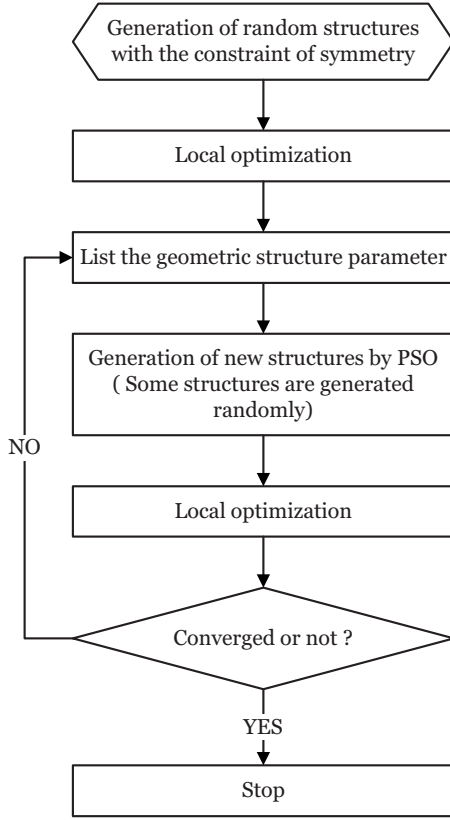 Generation of random structures
with the constraint of symmetry
Local optimization
List the geometric structure parameter
Generation of new structures by PSO
( Some structures are generated
randomly)
NO
Local optimization
Converged or not ?
YES
Stop